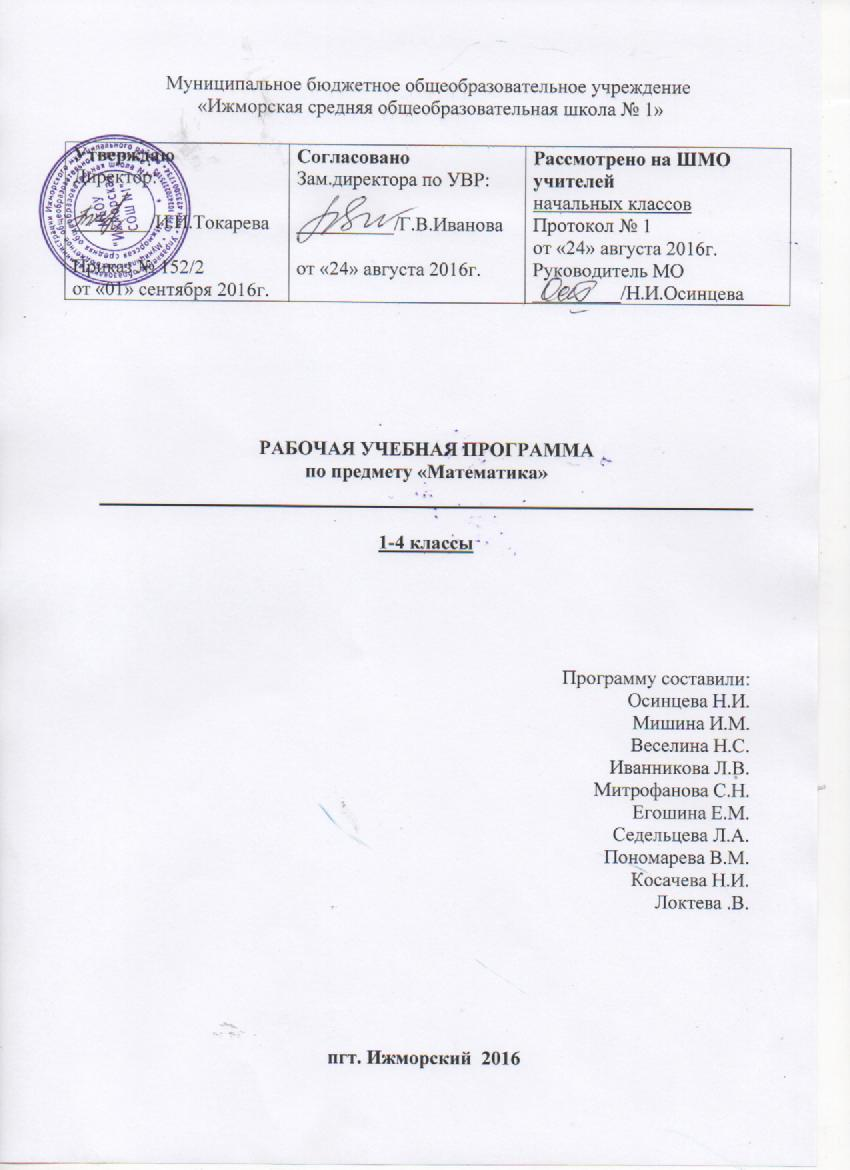 Муниципальное бюджетное общеобразовательное учреждение
«Ижморская средняя общеобразовательная школа № 1»
Утверждаю
Директор:
/И.И.Токарева
Приказ № 152/2
от «01» сентября 2016г.
Согласовано
Зам.директора по УВР:
/Г.В.Иванова
от «24» августа 2016г.
Рассмотрено на ШМО
учителей
начальных классов
Протокол № 1
от «24» августа 2016г.
Руководитель МО
/Н.И.Осинцева
РАБОЧАЯ УЧЕБНАЯ ПРОГРАММА
по предмету «Математика»
1-4 классы
Программу составили:
Осинцева Н.И.
Мишина И.М.
Веселина Н.С.
Иванникова Л.В.
Митрофанова С.Н.
Егошина Е.М.
Седельцева Л.А.
Пономарева В.М.
Косачева Н.И.
Локтева .В.
пгт. Ижморский 2016